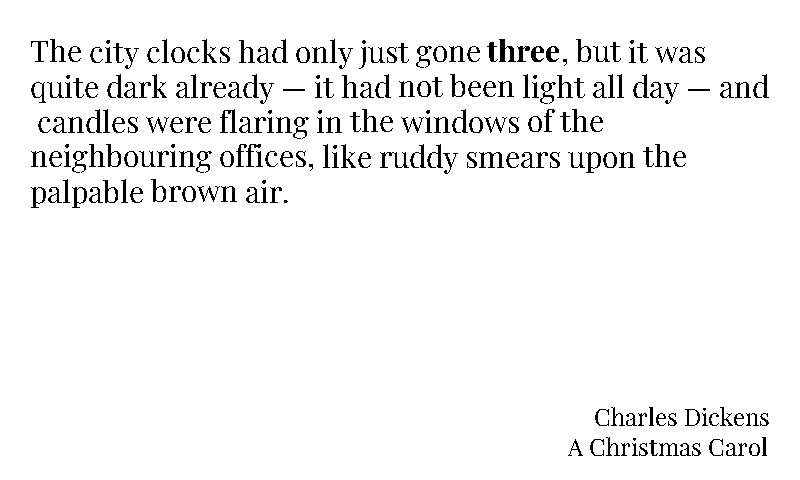 The city clocks had only just gone three, but it was
quite dark already — it had not been light all day — and
candles were flaring in the windows of the
neighbouring offices, like ruddy smears upon the
palpable brown air.
Charles Dickens
A Christmas Carol